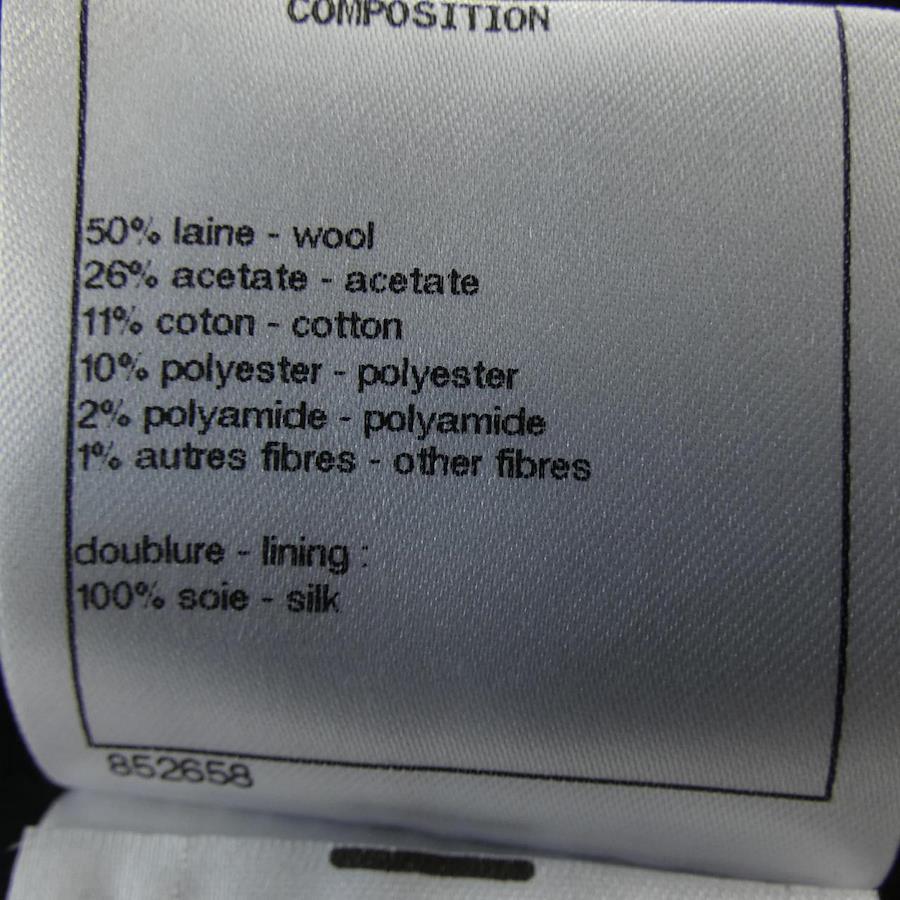 COMPOSITION
50% laine - wool
26% acetate - acetate
11% coton - cotton
10% polyester - polyester
2% polyamide - polyamide
1% autres fibres - other fibres
doublure - lining :
100% soie - silk
852658